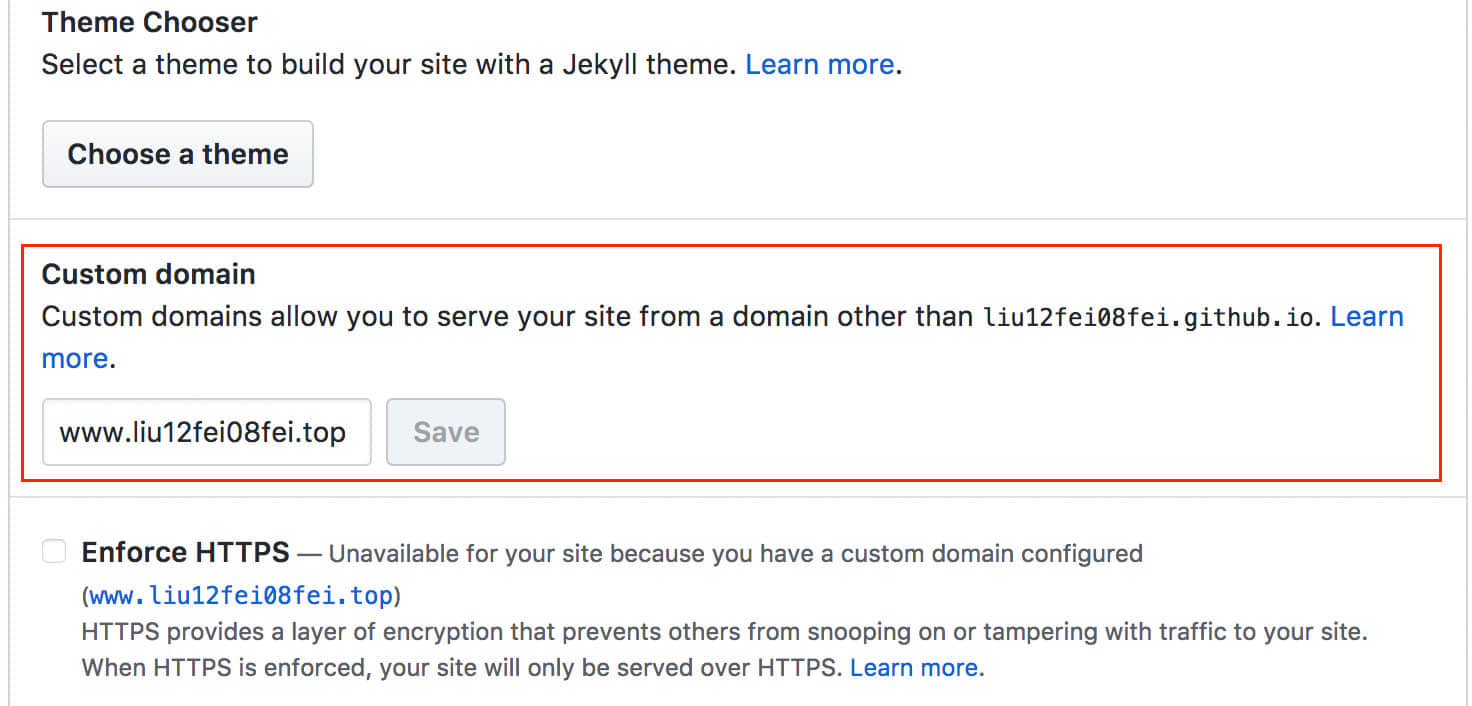 Theme Chooser
Select a theme to build your site with a Jekyll theme. Learn more.
Choose a theme
Custom domain
Custom domains allow you to serve your site from a domain other than liu12fei08fei.github.io. Learn
more.
www.liu12fei08fei.top
Save
Enforce HTTPS — Unavailable for your site because you have a custom domain configured
(www.liu12fei08fei.top)
HTTPS provides a layer of encryption that prevents others from snooping on or tampering with traffic to your site.
When HTTPS is enforced, your site will only be served over HTTPS. Learn more.